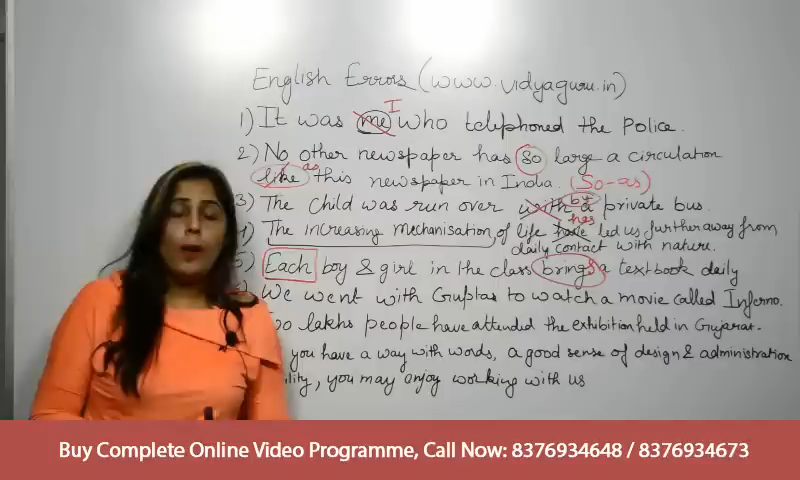 English Errors (www.vidyaguru.in)
I
1) It was me who telephoned the Police.
2) No other newspaper has so large a circulation
as
like this newspaper in India. (So-as)
by
3) The child was run over with a private bus.
has
4) The increasing mechanisation, of life have led us further away from
daily contact with nature.
5) Each boy & girl in the class brings a textbook daily
We went with Guptas to watch a movie called Inferno.
lakhs people have attended the exhibition held in Gujarat.
you have a way with words, a good sense of design & administration
you may enjoy working with us
Buy Complete Online Video Programme, Call Now: 8376934648 / 8376934673